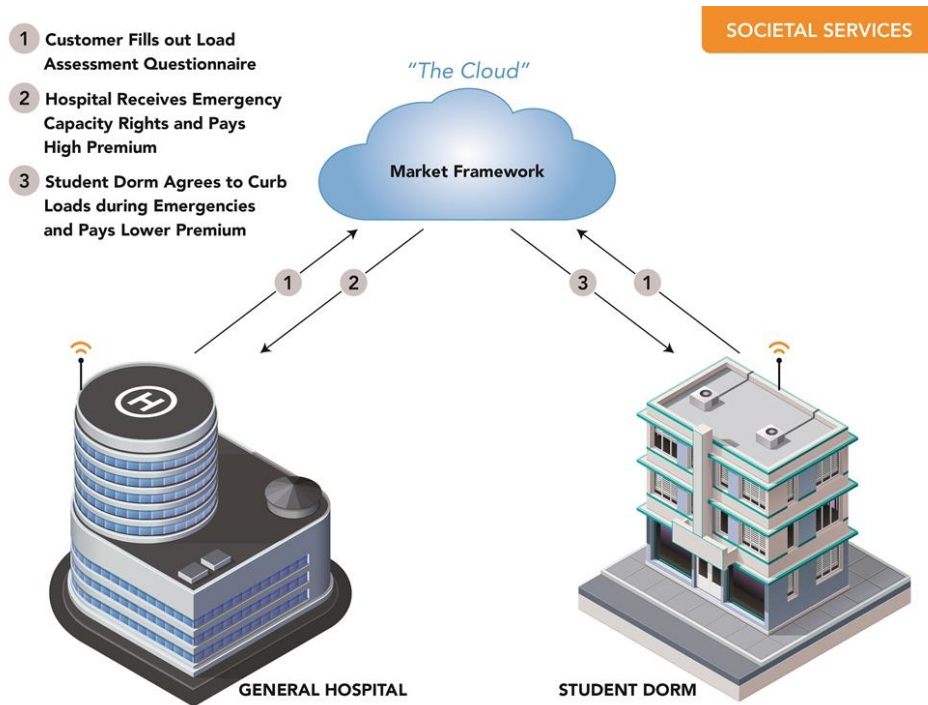 SOCIETAL SERVICES
1 Customer Fills out Load
Assessment Questionnaire
2 Hospital Receives Emergency
Capacity Rights and Pays
High Premium
3 Student Dorm Agrees to Curb
Loads during Emergencies
and Pays Lower Premium
"The Cloud"
Market Framework
1 2 3 1
H
GENERAL HOSPITAL
STUDENT DORM